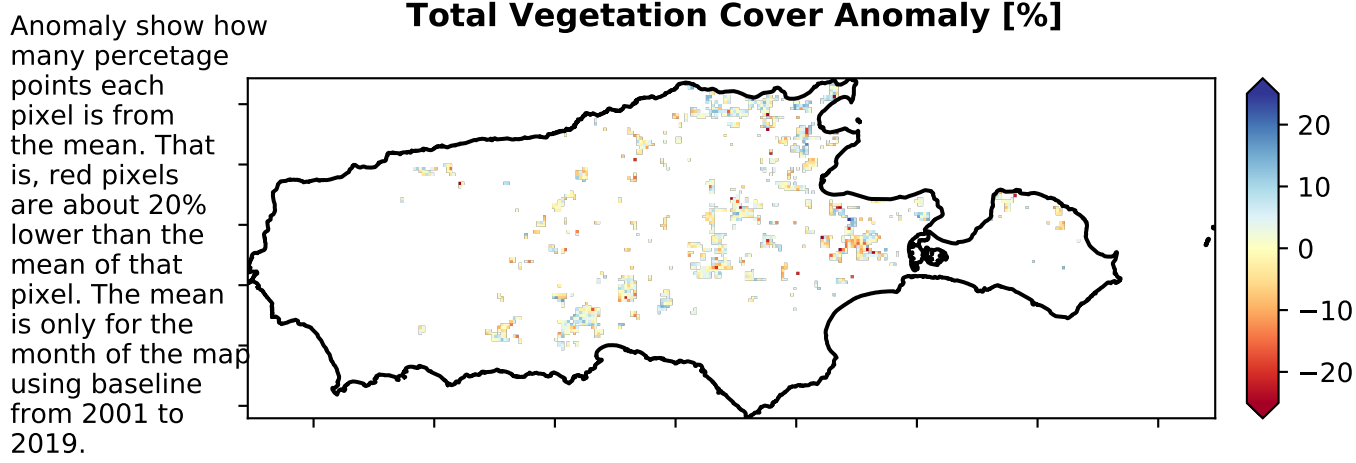 Total Vegetation Cover Anomaly [%]
Anomaly show how
many percetage
points each
pixel is from
the mean. That
is, red pixels
are about 20%
lower than the
mean of that
pixel. The mean
is only for the
month of the map
using baseline
from 2001 to
2019.
20
10
0
−10
−20